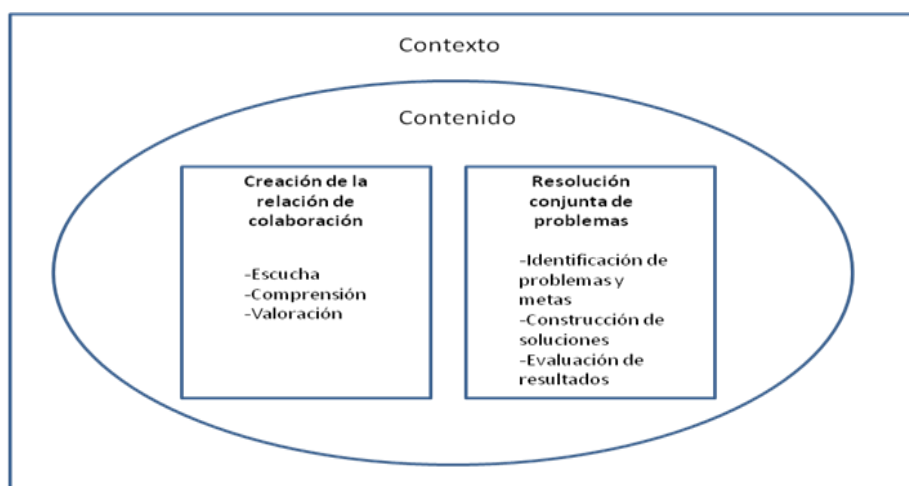 Contexto
Contenido
Creación de la
relación de
colaboración
-Escucha
-Comprensión
-Valoración
Resolución
conjunta de
problemas
-Identificación de
problemas y
metas
-Construcción de
soluciones
-Evaluación de
resultados